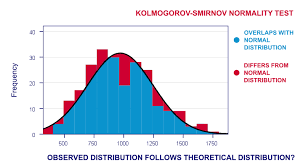 KOLMOGOROV-SMIRNOV NORMALITY TEST
OVERLAPS WITH
NORMAL
DISTRIBUTION
DIFFERS FROM
NORMAL
DISTRIBUTION
Frequency
40
30
20
10
0
500
750
1000
1250
1500
1750
OBSERVED DISTRIBUTION FOLLOWS THEORETICAL DISTRIBUTION?